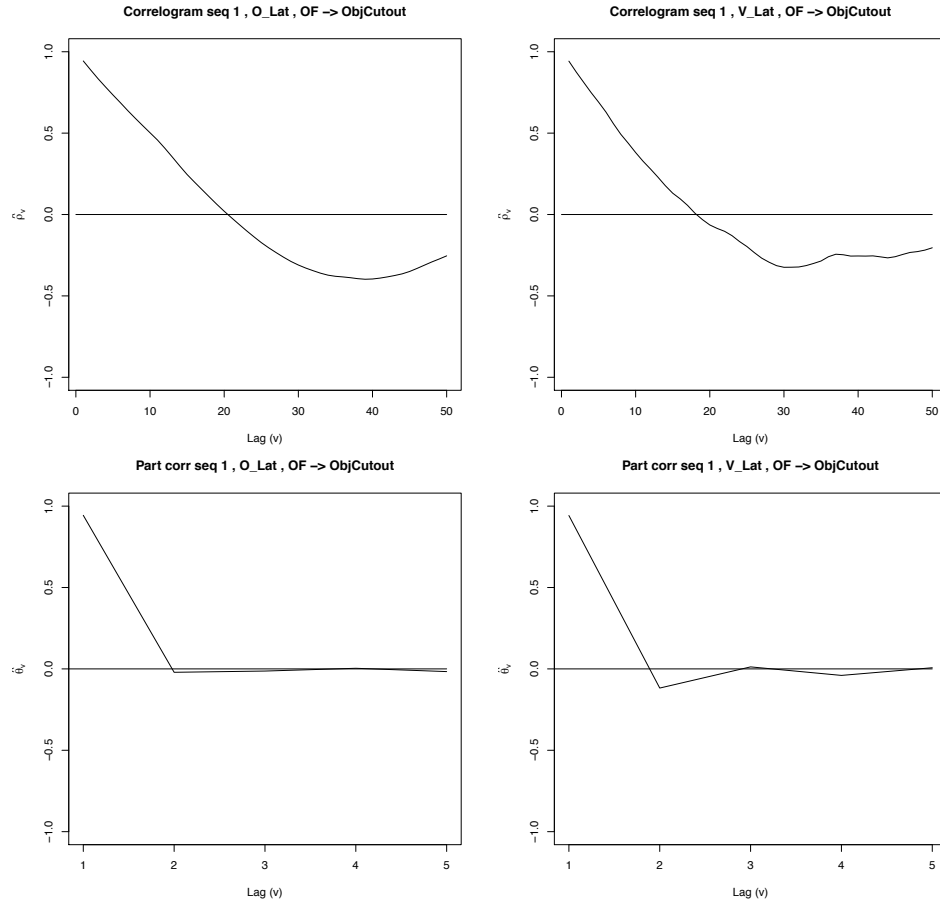 Correlogram seq 1 , O_Lat , OF −> ObjCutout
1.0
0.5
0.0
−0.5
−1.0
ρ̂ᵥ
0 10 20 30 40 50
Lag (v)
Correlogram seq 1 , V_Lat , OF −> ObjCutout
1.0
0.5
0.0
−0.5
−1.0
ρ̂ᵥ
0 10 20 30 40 50
Lag (v)
Part corr seq 1 , O_Lat , OF −> ObjCutout
1.0
0.5
0.0
−0.5
−1.0
θ̂ᵥ
1 2 3 4 5
Lag (v)
Part corr seq 1 , V_Lat , OF −> ObjCutout
1.0
0.5
0.0
−0.5
−1.0
θ̂ᵥ
1 2 3 4 5
Lag (v)